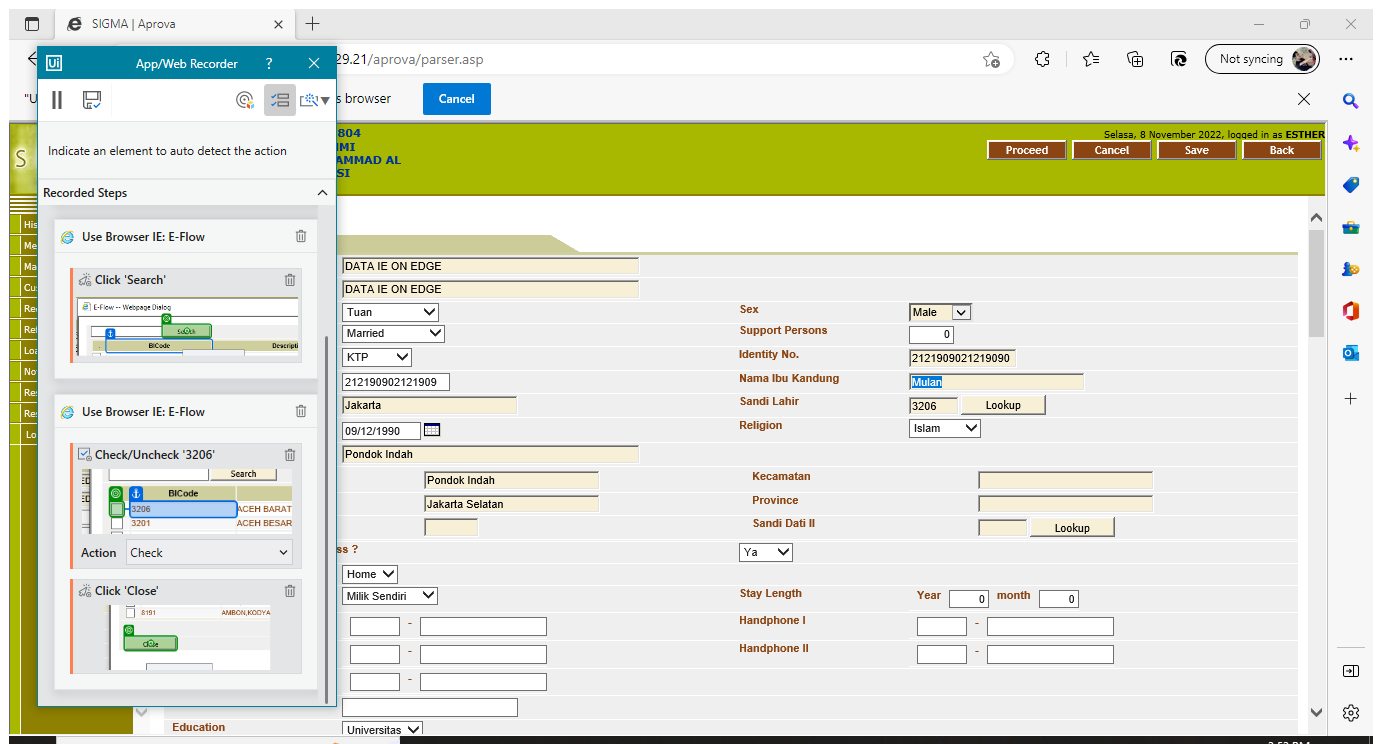 SIGMA | Aprova
App/Web Recorder ?
29.21/aprova/parser.asp
Not syncing
"U
s browser
Cancel
Indicate an element to auto detect the action
Recorded Steps
Use Browser IE: E-Flow
Click 'Search'
E-Flow -- Webpage Dialog
Search
BICode
Descripti
Use Browser IE: E-Flow
Check/Uncheck '3206'
Search
BICode
3206 ACEH BARAT
3201 ACEH BESAR
Action Check
Click 'Close'
8191 AMBON,KODYA
Close
S
804
IMI
AMMAD AL
SI
Selasa, 8 November 2022, logged in as ESTHER
Proceed Cancel Save Back
His
Me
Ma
Cu
Re
Rel
Loa
No
Res
Res
Lo
DATA IE ON EDGE
DATA IE ON EDGE
Tuan Sex Male
Married Support Persons 0
KTP Identity No. 2121909021219090
212190902121909 Nama Ibu Kandung Mulan
Jakarta Sandi Lahir 3206 Lookup
09/12/1990 Religion Islam
Pondok Indah
Pondok Indah Kecamatan
Jakarta Selatan Province
Sandi Dati II Lookup
ss ? Ya
Home
Milik Sendiri Stay Length Year 0 month 0
- Handphone I -
- Handphone II -
-
Education Universitas